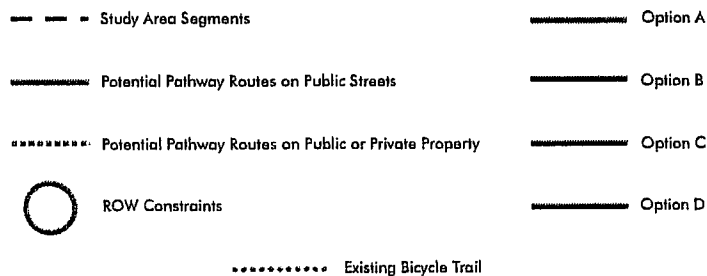 Study Area Segments
Option A
Potential Pathway Routes on Public Streets
Option B
Potential Pathway Routes on Public or Private Property
Option C
ROW Constraints
Option D
Existing Bicycle Trail